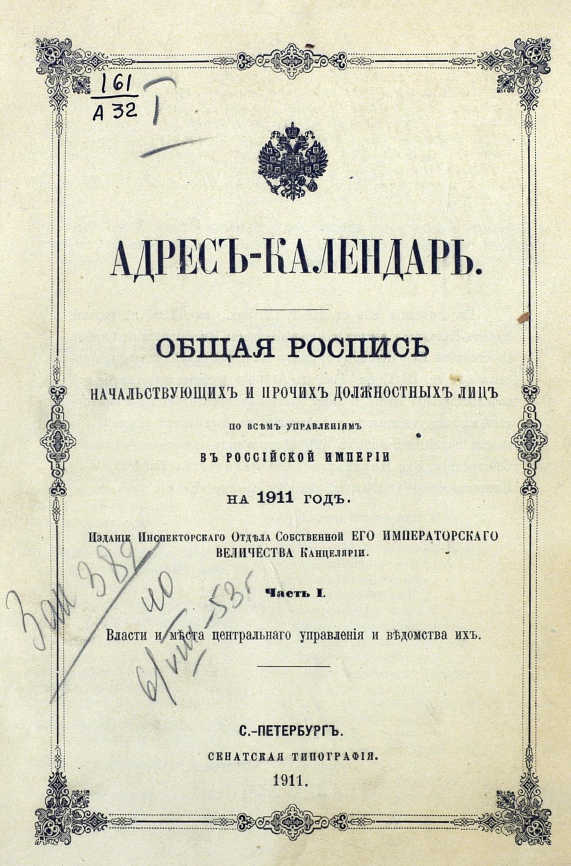 161
А 32
I
АДРЕСЪ-КАЛЕНДАРЬ.
ОБЩАЯ РОСПИСЬ
НАЧАЛЬСТВУЮЩИХЪ И ПРОЧИХЪ ДОЛЖНОСТНЫХЪ ЛИЦЪ
ПО ВСѢМЪ УПРАВЛЕНІЯМЪ
ВЪ РОССІЙСКОЙ ИМПЕРІИ
НА 1911 ГОДЪ.
Изданіе Инспекторскаго Отдѣла Собственной ЕГО ИМПЕРАТОРСКАГО
ВЕЛИЧЕСТВА Канцеляріи.
Часть I.
Власти и мѣста центральнаго управленія и вѣдомства ихъ.
С.-ПЕТЕРБУРГЪ.
СЕНАТСКАЯ ТИПОГРАФІЯ.
1911.